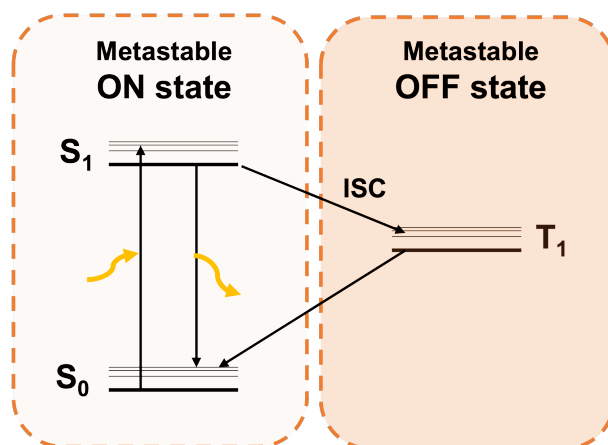 Metastable
ON state
Metastable
OFF state
S1
ISC
T1
S0